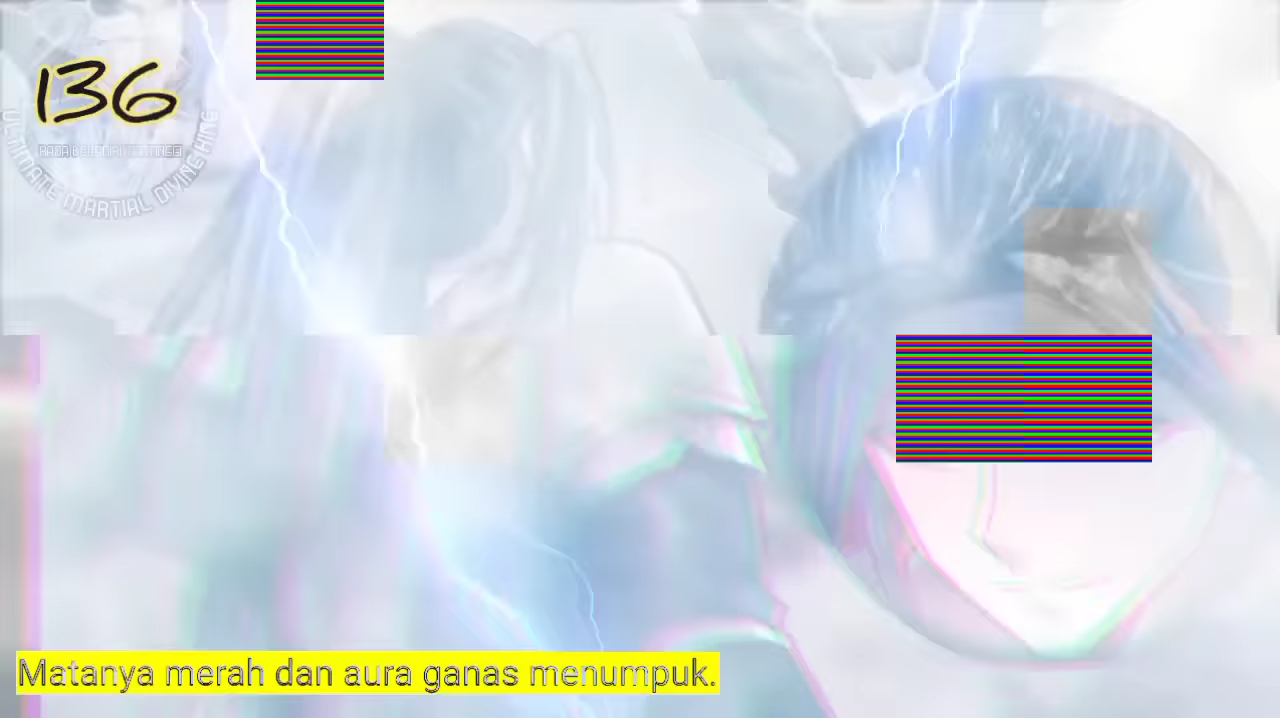 136
ULTIMATE MARTIAL DIVINE KING
Matanya merah dan aura ganas menumpuk.